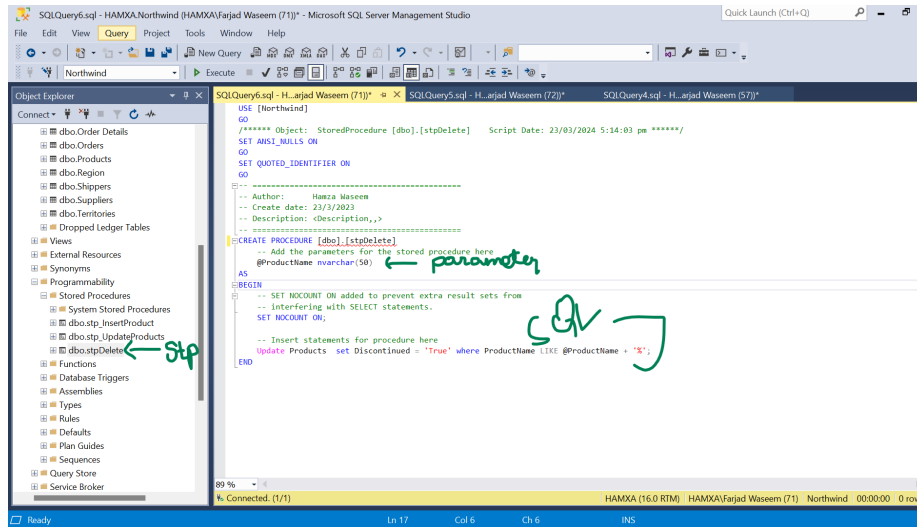 SQLQuery6.sql - HAMXA.Northwind (HAMXA\Farjad Waseem (71))* - Microsoft SQL Server Management Studio
Quick Launch (Ctrl+Q)
File Edit View Query Project Tools Window Help
New Query
Northwind
Execute
Object Explorer
Connect
dbo.Order Details
dbo.Orders
dbo.Products
dbo.Region
dbo.Shippers
dbo.Suppliers
dbo.Territories
Dropped Ledger Tables
Views
External Resources
Synonyms
Programmability
Stored Procedures
System Stored Procedures
dbo.stp_InsertProduct
dbo.stp_UpdateProducts
dbo.stpDelete
Stp
Functions
Database Triggers
Assemblies
Types
Rules
Defaults
Plan Guides
Sequences
Query Store
Service Broker
SQLQuery6.sql - H...arjad Waseem (71))* SQLQuery5.sql - H...arjad Waseem (72))* SQLQuery4.sql - H...arjad Waseem (57))*
USE [Northwind]
GO
/****** Object: StoredProcedure [dbo].[stpDelete] Script Date: 23/03/2024 5:14:03 pm ******/
SET ANSI_NULLS ON
GO
SET QUOTED_IDENTIFIER ON
GO
-- =============================================
-- Author: Hamza Waseem
-- Create date: 23/3/2023
-- Description: <Description,,>
-- =============================================
CREATE PROCEDURE [dbo].[stpDelete]
-- Add the parameters for the stored procedure here
@ProductName nvarchar(50)
parameter
AS
BEGIN
-- SET NOCOUNT ON added to prevent extra result sets from
-- interfering with SELECT statements.
SET NOCOUNT ON;
-- Insert statements for procedure here
Update Products set Discontinued = 'True' where ProductName LIKE @ProductName + '%';
END
89 %
Connected. (1/1) HAMXA (16.0 RTM) HAMXA\Farjad Waseem (71) Northwind 00:00:00
Ready Ln 17 Col 6 Ch 6 INS